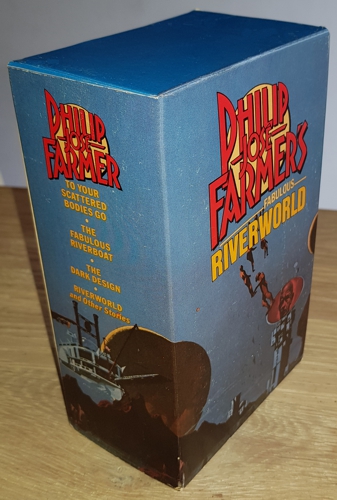 PHILIP
JOSÉ
FARMER
TO YOUR
SCATTERED
BODIES GO
•
THE
FABULOUS
RIVERBOAT
•
THE
DARK DESIGN
•
RIVERWORLD
and Other Stories
PHILIP
JOSÉ
FARMER'S
FABULOUS
RIVERWORLD